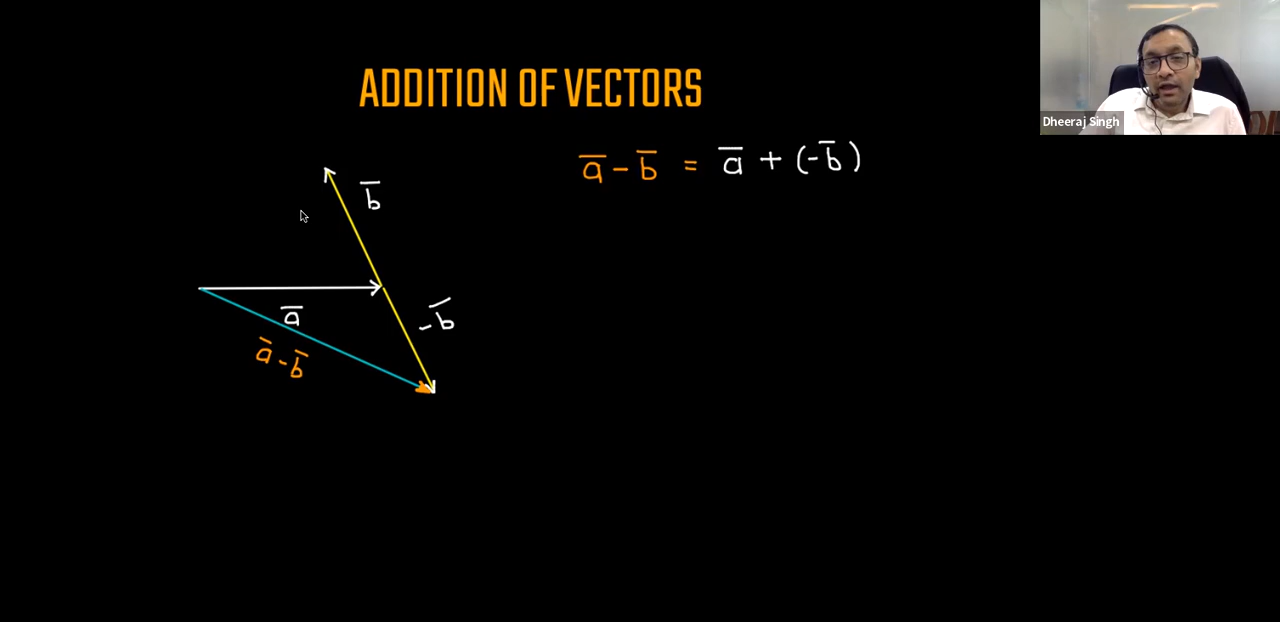 ADDITION OF VECTORS
a̅ - b̅ = a̅ + (-b̅)
b̅
a̅
-b̅
a̅ - b̅
Dheeraj Singh